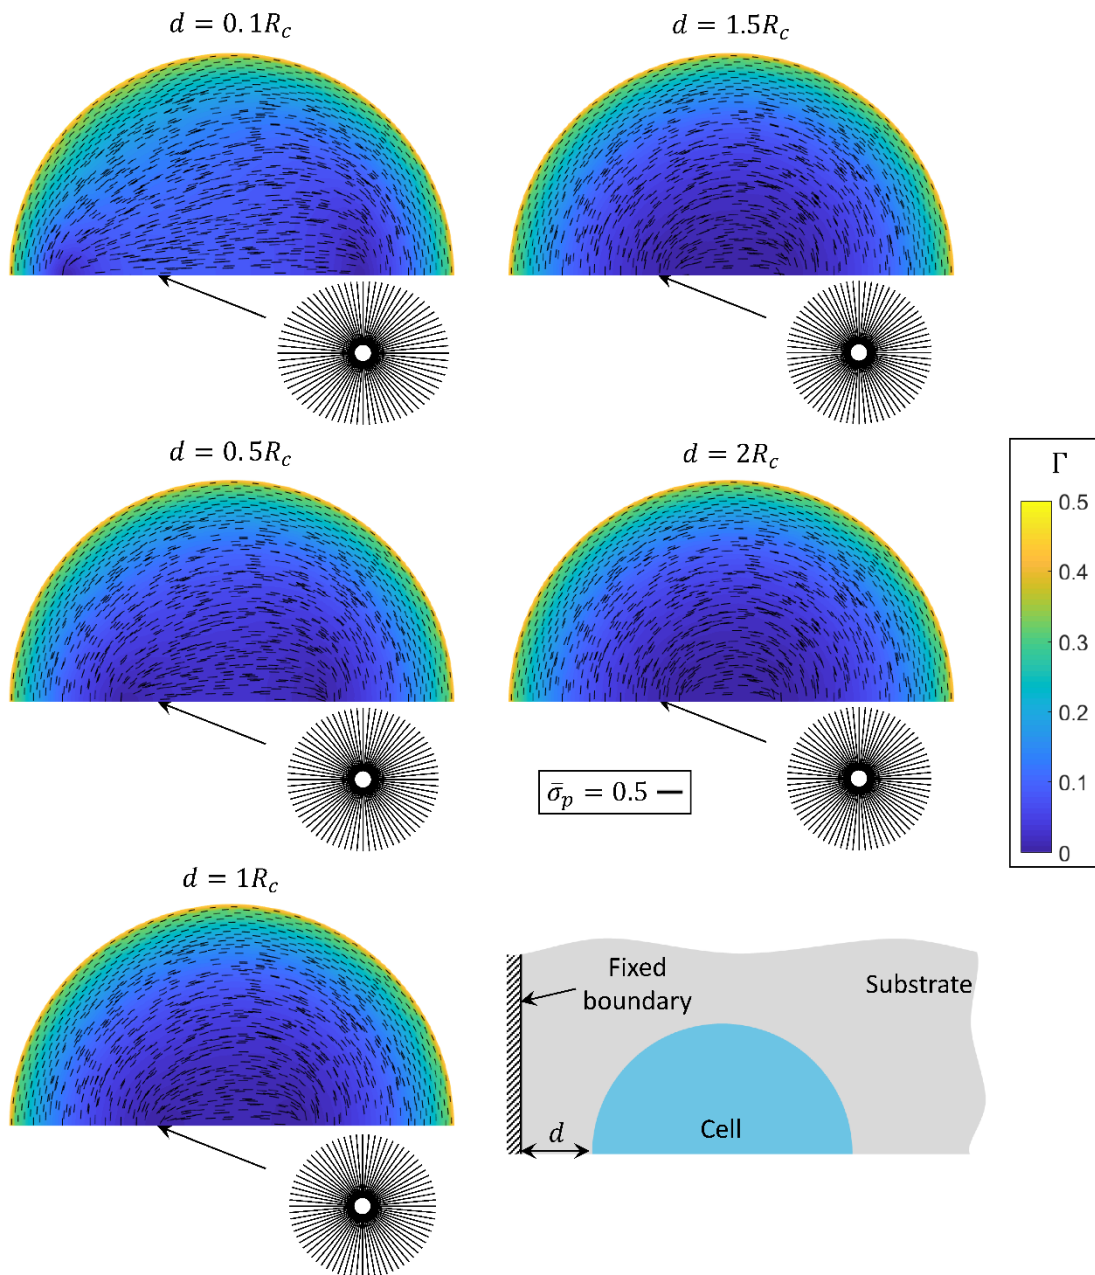 d = 0.1R_c
d = 1.5R_c
d = 0.5R_c
d = 2R_c
Γ
0.5
0.4
0.3
0.2
0.1
0
σ̄_p = 0.5
d = 1R_c
Fixed
boundary
Substrate
Cell
d